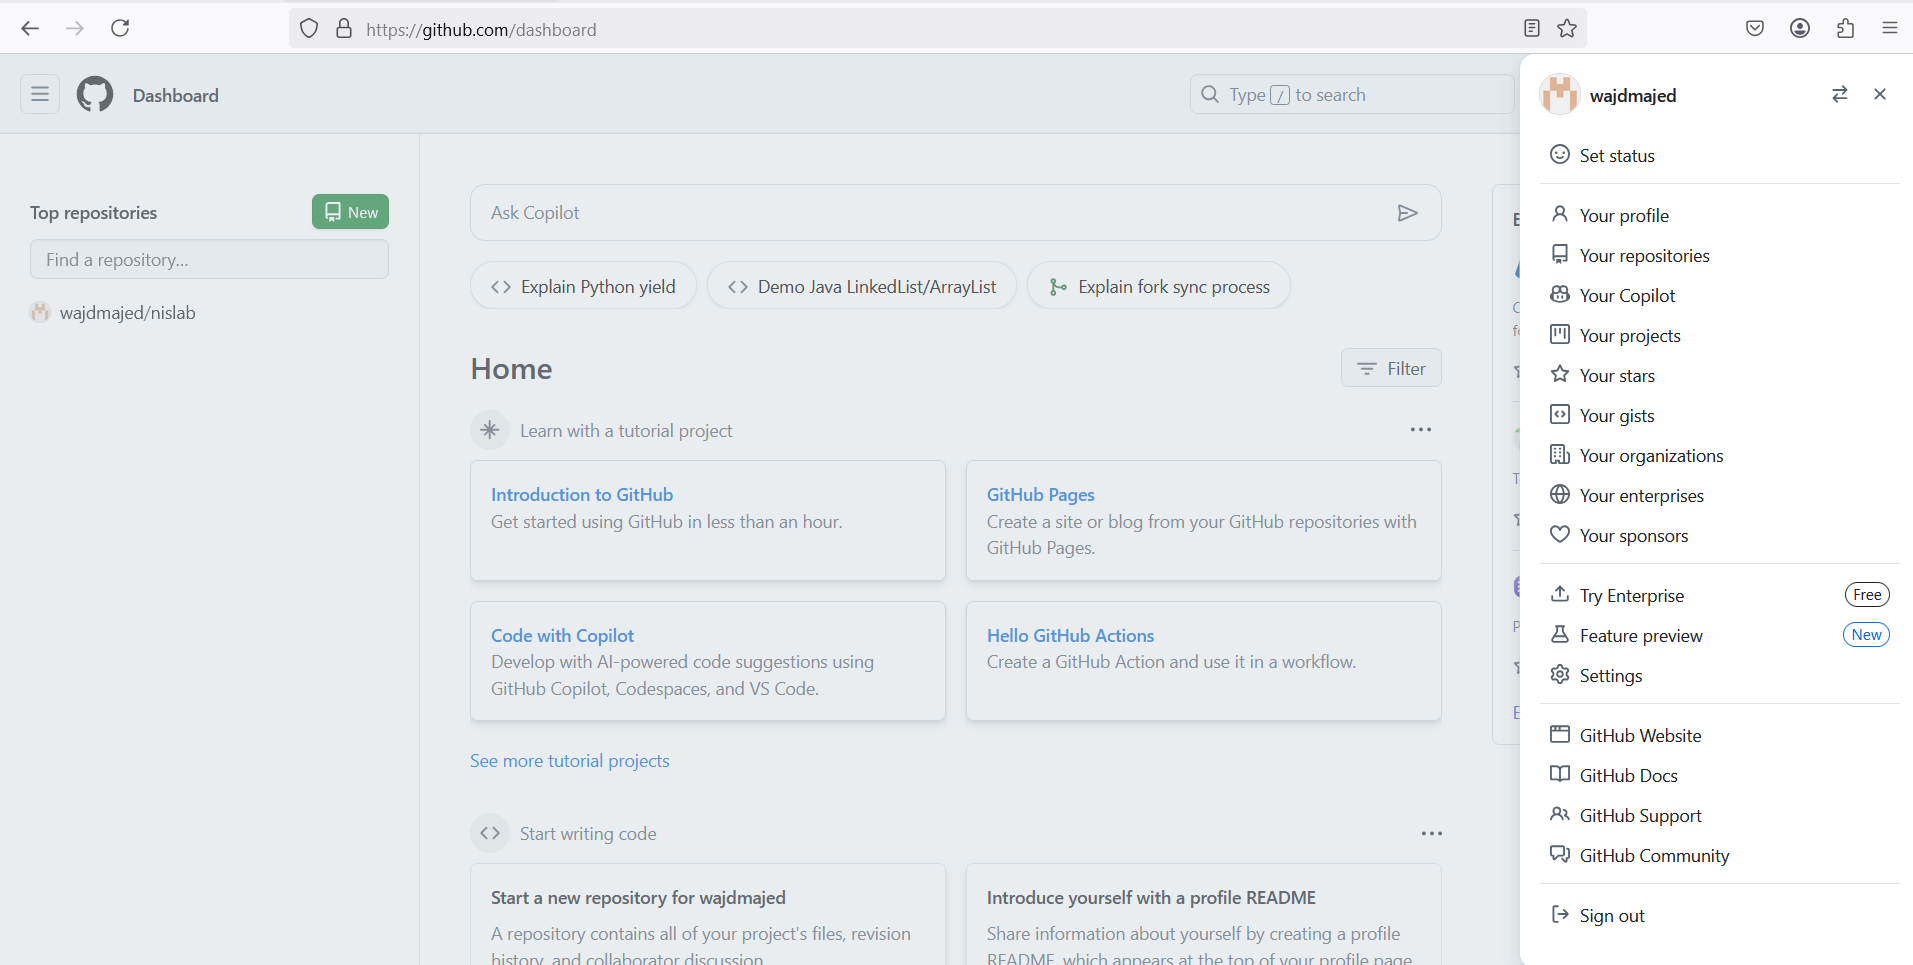 https://github.com/dashboard
Dashboard
Type / to search
Top repositories
New
Find a repository...
wajdmajed/nislab
Ask Copilot
Explain Python yield
Demo Java LinkedList/ArrayList
Explain fork sync process
Home
Filter
Learn with a tutorial project
Introduction to GitHub
Get started using GitHub in less than an hour.
GitHub Pages
Create a site or blog from your GitHub repositories with
GitHub Pages.
Code with Copilot
Develop with AI-powered code suggestions using
GitHub Copilot, Codespaces, and VS Code.
Hello GitHub Actions
Create a GitHub Action and use it in a workflow.
See more tutorial projects
Start writing code
Start a new repository for wajdmajed
A repository contains all of your project's files, revision
history, and collaborator discussion.
Introduce yourself with a profile README
Share information about yourself by creating a profile
README, which appears at the top of your profile page.
wajdmajed
Set status
Your profile
Your repositories
Your Copilot
Your projects
Your stars
Your gists
Your organizations
Your enterprises
Your sponsors
Try Enterprise
Free
Feature preview
New
Settings
GitHub Website
GitHub Docs
GitHub Support
GitHub Community
Sign out